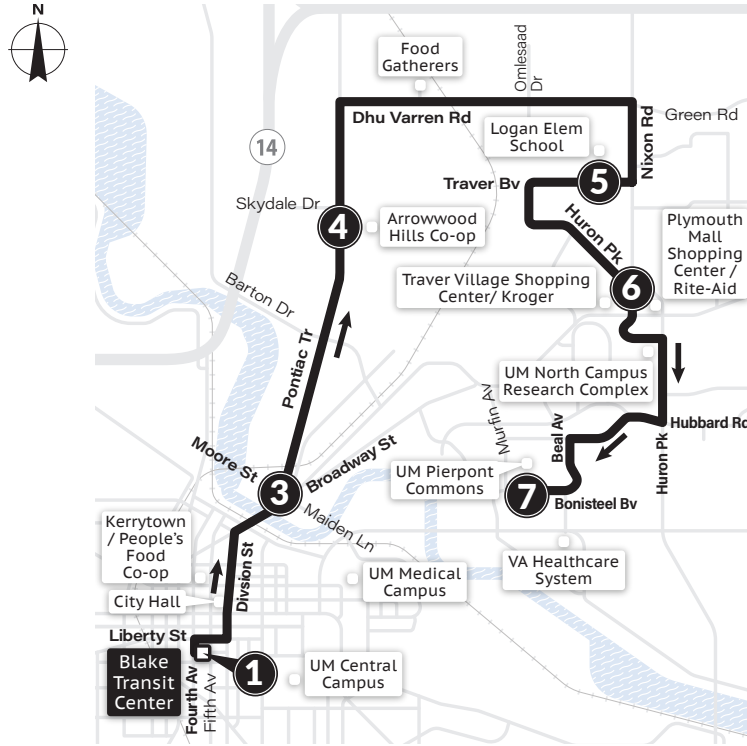 N
Food
Gatherers
Omlesaad
Dr
Dhu Varren Rd
Green Rd
Nixon Rd
14
Logan Elem
School
Traver Bv
5
Skydale Dr
4
Arrowwood
Hills Co-op
Huron Pk
Plymouth
Mall
Shopping
Center /
Rite-Aid
6
Traver Village Shopping
Center/ Kroger
Barton Dr
Pontiac Tr
UM North Campus
Research Complex
Murfin Av
Beal Av
Hubbard Rd
Huron Pk
Moore St
Broadway St
3
UM Pierpont
Commons
7
Bonisteel Bv
Maiden Ln
Kerrytown
/ People's
Food
Co-op
Divsion St
VA Healthcare
System
UM Medical
Campus
City Hall
Liberty St
Blake
Transit
Center
Fourth Av
Fifth Av
1
UM Central
Campus